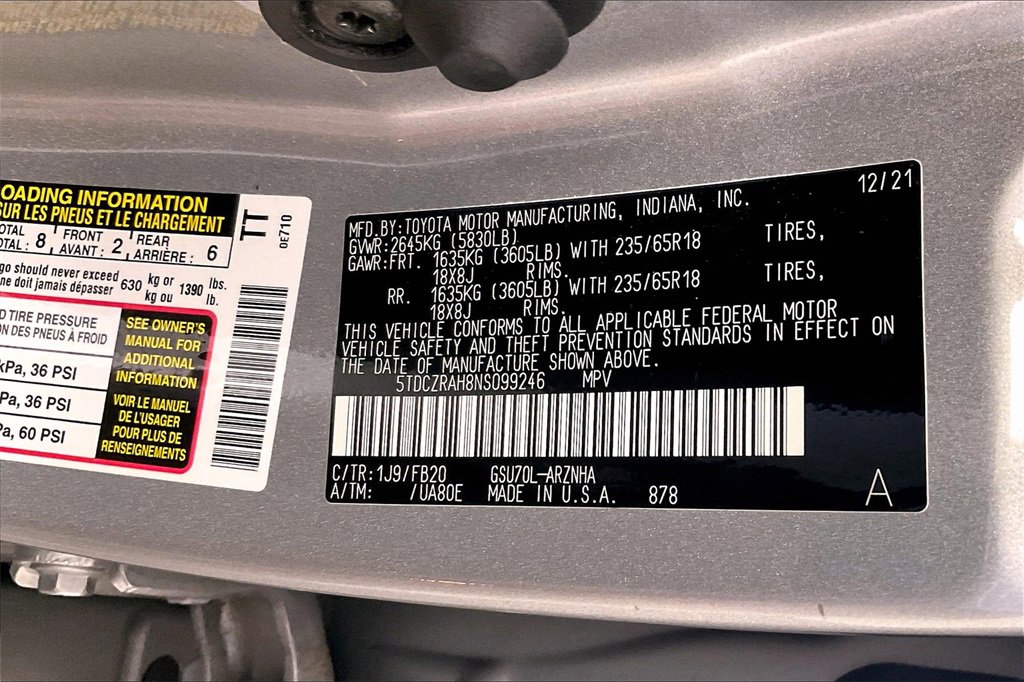 OADING INFORMATION
SUR LES PNEUS ET LE CHARGEMENT
OTAL FRONT REAR
OTAL : 8 AVANT : 2 ARRIÈRE : 6
go should never exceed 630 kg or 1390 lbs.
ne doit jamais dépasser kg ou lb.
D TIRE PRESSURE
ON DES PNEUS À FROID
kPa, 36 PSI
Pa, 36 PSI
Pa, 60 PSI
SEE OWNER'S
MANUAL FOR
ADDITIONAL
INFORMATION
VOIR LE MANUEL
DE L'USAGER
POUR PLUS DE
RENSEIGNEMENTS
TT
0E710
12/21
MFD.BY:TOYOTA MOTOR MANUFACTURING, INDIANA, INC.
GVWR:2645KG (5830LB)
GAWR:FRT. 1635KG (3605LB) WITH 235/65R18 TIRES,
18X8J RIMS.
RR. 1635KG (3605LB) WITH 235/65R18 TIRES,
18X8J RIMS.
THIS VEHICLE CONFORMS TO ALL APPLICABLE FEDERAL MOTOR
VEHICLE SAFETY AND THEFT PREVENTION STANDARDS IN EFFECT ON
THE DATE OF MANUFACTURE SHOWN ABOVE.
5TDCZRAH8NS099246 MPV
C/TR:1J9/FB20 GSU70L-ARZNHA
A/TM: /UA80E MADE IN U.S.A. 878
A